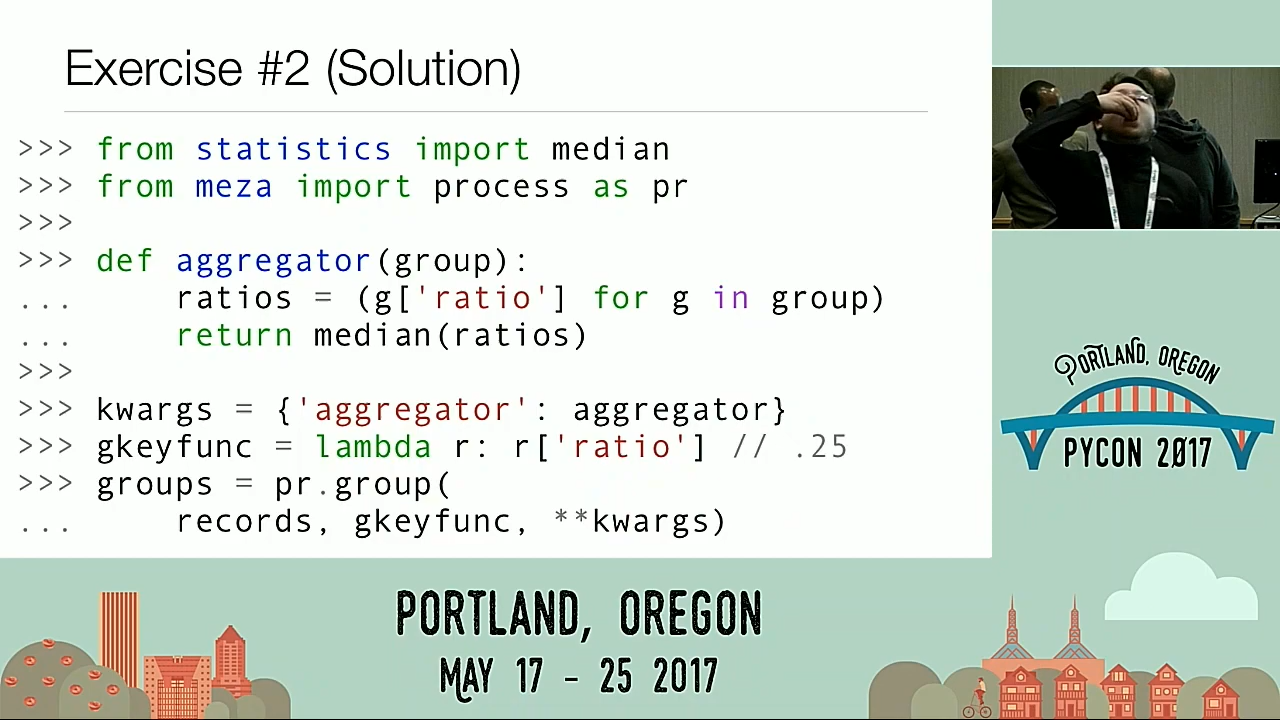 Exercise #2 (Solution)
>>> from statistics import median
>>> from meza import process as pr
>>>
>>> def aggregator(group):
...     ratios = (g['ratio'] for g in group)
...     return median(ratios)
>>>
>>> kwargs = {'aggregator': aggregator}
>>> gkeyfunc = lambda r: r['ratio'] // .25
>>> groups = pr.group(
...     records, gkeyfunc, **kwargs)
PORTLAND, OREGON
PYCON 2017
PORTLAND, OREGON
MAY 17 - 25 2017